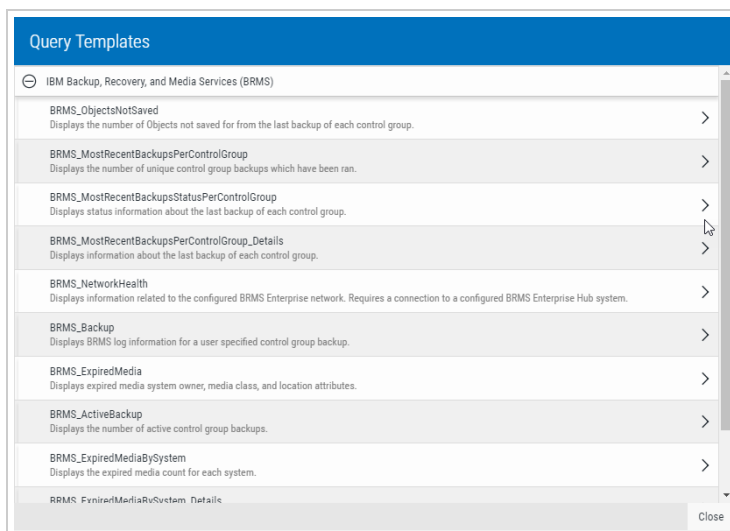 Query Templates
IBM Backup, Recovery, and Media Services (BRMS)
BRMS_ObjectsNotSaved
Displays the number of Objects not saved for from the last backup of each control group.
BRMS_MostRecentBackupsPerControlGroup
Displays the number of unique control group backups which have been ran.
BRMS_MostRecentBackupsStatusPerControlGroup
Displays status information about the last backup of each control group.
BRMS_MostRecentBackupsPerControlGroup_Details
Displays information about the last backup of each control group.
BRMS_NetworkHealth
Displays information related to the configured BRMS Enterprise network. Requires a connection to a configured BRMS Enterprise Hub system.
BRMS_Backup
Displays BRMS log information for a user specified control group backup.
BRMS_ExpiredMedia
Displays expired media system owner, media class, and location attributes.
BRMS_ActiveBackup
Displays the number of active control group backups.
BRMS_ExpiredMediaBySystem
Displays the expired media count for each system.
BRMS_ExpiredMediaBySystem_Details
Close